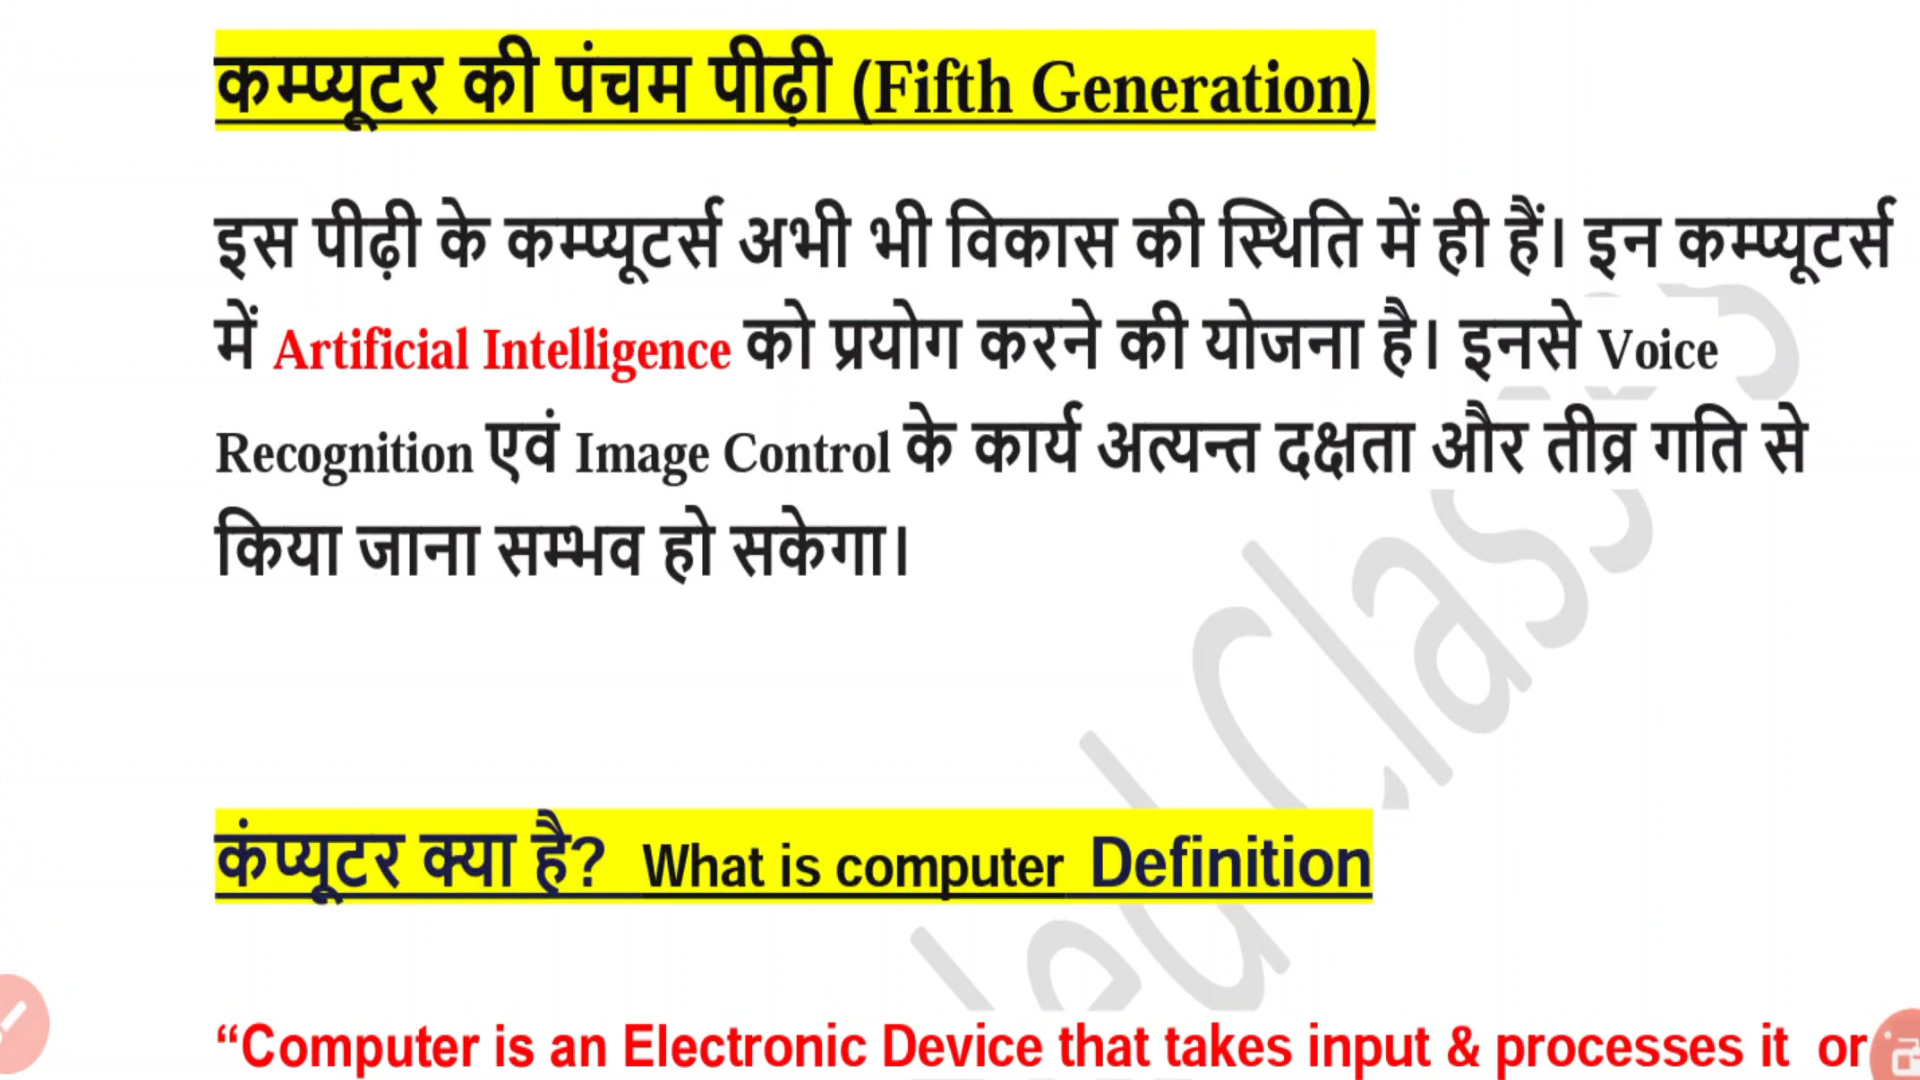 कम्प्यूटर की पंचम पीढ़ी (Fifth Generation)
इस पीढ़ी के कम्प्यूटर्स अभी भी विकास की स्थिति में ही हैं। इन कम्प्यूटर्स
में Artificial Intelligence को प्रयोग करने की योजना है। इनसे Voice
Recognition एवं Image Control के कार्य अत्यन्त दक्षता और तीव्र गति से
किया जाना सम्भव हो सकेगा।
कंप्यूटर क्या है? What is computer Definition
“Computer is an Electronic Device that takes input & processes it or